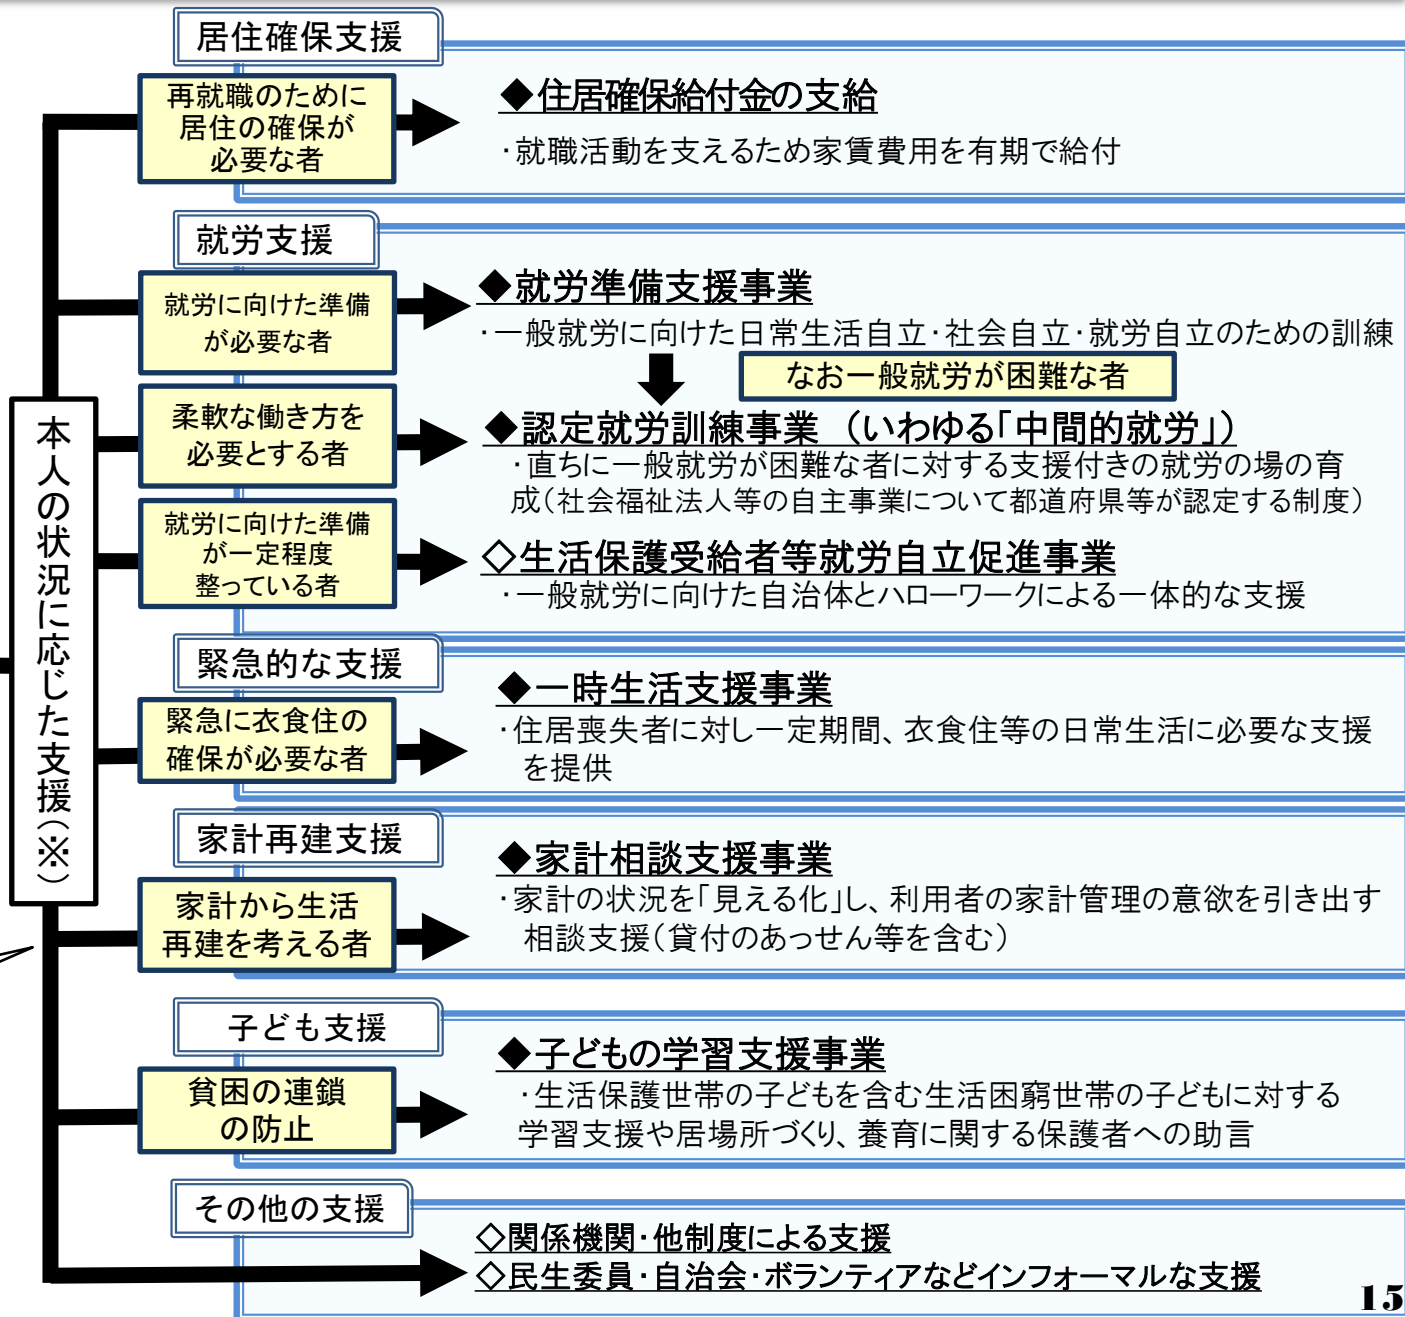 居住確保支援
再就職のために
居住の確保が
必要な者
◆住居確保給付金の支給
・就職活動を支えるため家賃費用を有期で給付
就労支援
就労に向けた準備
が必要な者
◆就労準備支援事業
・一般就労に向けた日常生活自立・社会自立・就労自立のための訓練
なお一般就労が困難な者
柔軟な働き方を
必要とする者
◆認定就労訓練事業（いわゆる「中間的就労」）
・直ちに一般就労が困難な者に対する支援付きの就労の場の育
成（社会福祉法人等の自主事業について都道府県等が認定する制度）
就労に向けた準備
が一定程度
整っている者
◇生活保護受給者等就労自立促進事業
・一般就労に向けた自治体とハローワークによる一体的な支援
本人の状況に応じた支援（※）
緊急的な支援
緊急に衣食住の
確保が必要な者
◆一時生活支援事業
・住居喪失者に対し一定期間、衣食住等の日常生活に必要な支援
を提供
家計再建支援
家計から生活
再建を考える者
◆家計相談支援事業
・家計の状況を「見える化」し、利用者の家計管理の意欲を引き出す
相談支援（貸付のあっせん等を含む）
子ども支援
貧困の連鎖
の防止
◆子どもの学習支援事業
・生活保護世帯の子どもを含む生活困窮世帯の子どもに対する
学習支援や居場所づくり、養育に関する保護者への助言
その他の支援
◇関係機関・他制度による支援
◇民生委員・自治会・ボランティアなどインフォーマルな支援
15